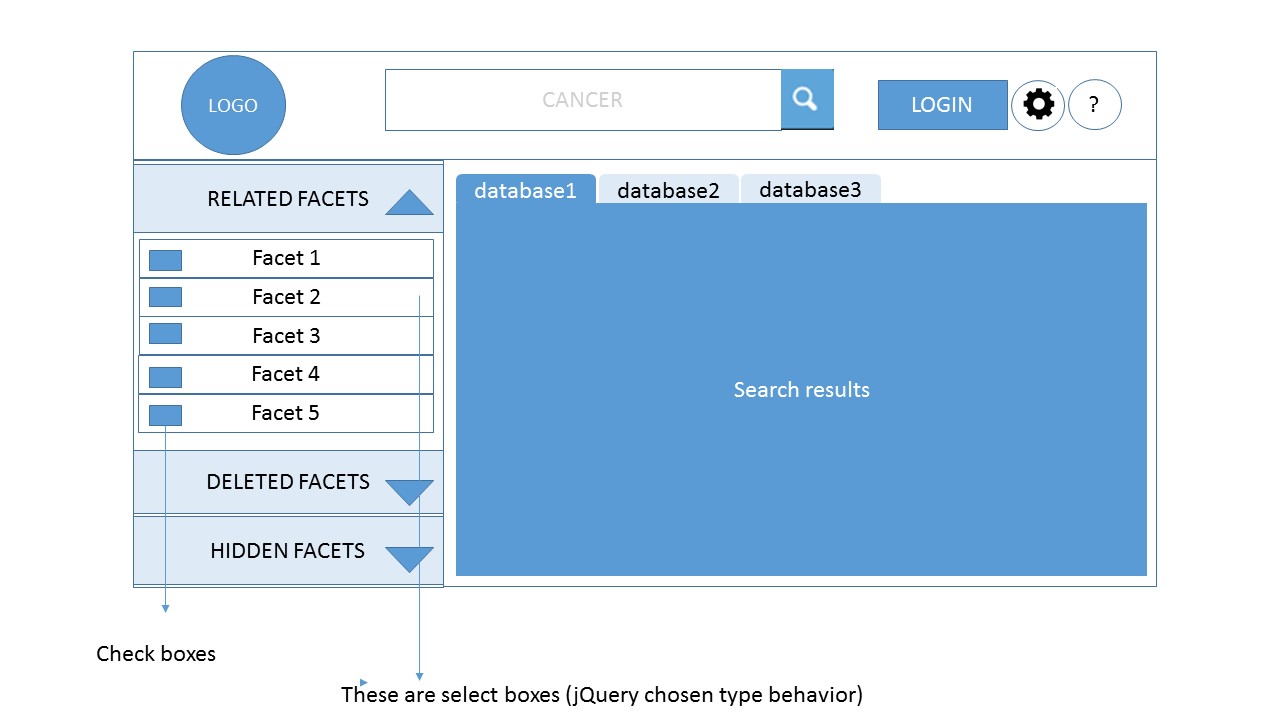 LOGO
CANCER
LOGIN
?
RELATED FACETS
database1
database2
database3
Facet 1
Facet 2
Facet 3
Facet 4
Facet 5
Search results
DELETED FACETS
HIDDEN FACETS
Check boxes
These are select boxes (jQuery chosen type behavior)